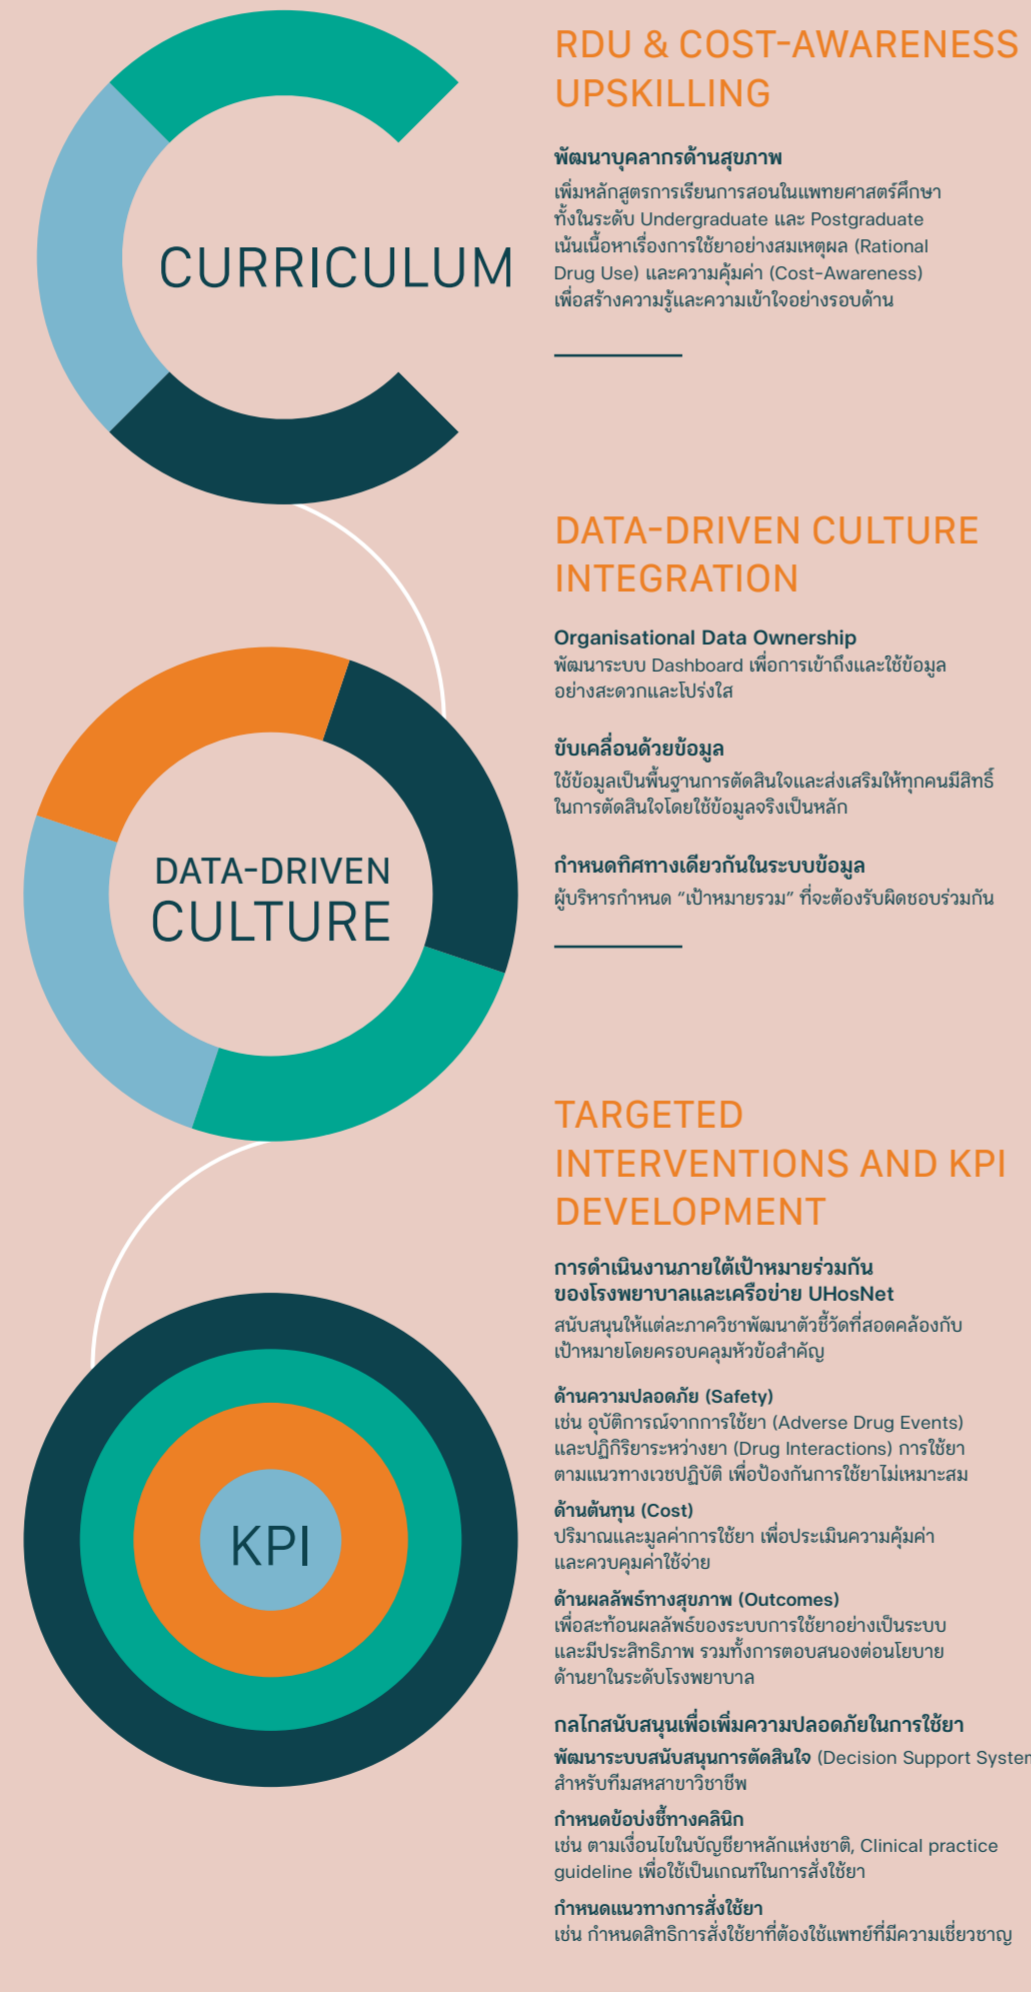 CURRICULUM
RDU & COST-AWARENESS
UPSKILLING
พัฒนาบุคลากรด้านสุขภาพ
เพิ่มหลักสูตรการเรียนการสอนในแพทยศาสตร์ศึกษา
ทั้งในระดับ Undergraduate และ Postgraduate
เน้นเนื้อหาเรื่องการใช้ยาอย่างสมเหตุผล (Rational
Drug Use) และความคุ้มค่า (Cost-Awareness)
เพื่อสร้างความรู้และความเข้าใจอย่างรอบด้าน
DATA-DRIVEN
CULTURE
DATA-DRIVEN CULTURE
INTEGRATION
Organisational Data Ownership
พัฒนาระบบ Dashboard เพื่อการเข้าถึงและใช้ข้อมูล
อย่างสะดวกและโปร่งใส
ขับเคลื่อนด้วยข้อมูล
ใช้ข้อมูลเป็นพื้นฐานการตัดสินใจและส่งเสริมให้ทุกคนมีสิทธิ์
ในการตัดสินใจโดยใช้ข้อมูลจริงเป็นหลัก
กำหนดทิศทางเดียวกันในระบบข้อมูล
ผู้บริหารกำหนด “เป้าหมายรวม” ที่จะต้องรับผิดชอบร่วมกัน
KPI
TARGETED
INTERVENTIONS AND KPI
DEVELOPMENT
การดำเนินงานภายใต้เป้าหมายร่วมกัน
ของโรงพยาบาลและเครือข่าย UHosNet
สนับสนุนให้แต่ละภาควิชาพัฒนาตัวชี้วัดที่สอดคล้องกับ
เป้าหมายโดยครอบคลุมหัวข้อสำคัญ
ด้านความปลอดภัย (Safety)
เช่น อุบัติการณ์จากการใช้ยา (Adverse Drug Events)
และปฏิกิริยาระหว่างยา (Drug Interactions) การใช้ยา
ตามแนวทางเวชปฏิบัติ เพื่อป้องกันการใช้ยาไม่เหมาะสม
ด้านต้นทุน (Cost)
ปริมาณและมูลค่าการใช้ยา เพื่อประเมินความคุ้มค่า
และควบคุมค่าใช้จ่าย
ด้านผลลัพธ์ทางสุขภาพ (Outcomes)
เพื่อสะท้อนผลลัพธ์ของระบบการใช้ยาอย่างเป็นระบบ
และมีประสิทธิภาพ รวมทั้งการตอบสนองต่อนโยบาย
ด้านยาในระดับโรงพยาบาล
กลไกสนับสนุนเพื่อเพิ่มความปลอดภัยในการใช้ยา
พัฒนาระบบสนับสนุนการตัดสินใจ (Decision Support
สำหรับทีมสหสาขาวิชาชีพ
กำหนดข้อบ่งชี้ทางคลินิก
เช่น ตามเงื่อนไขในบัญชียาหลักแห่งชาติ, Clinical practice
guideline เพื่อใช้เป็นเกณฑ์ในการสั่งใช้ยา
กำหนดแนวทางการสั่งใช้ยา
เช่น กำหนดสิทธิการสั่งใช้ยาที่ต้องใช้แพทย์ที่มีความเชี่ยวชาญ